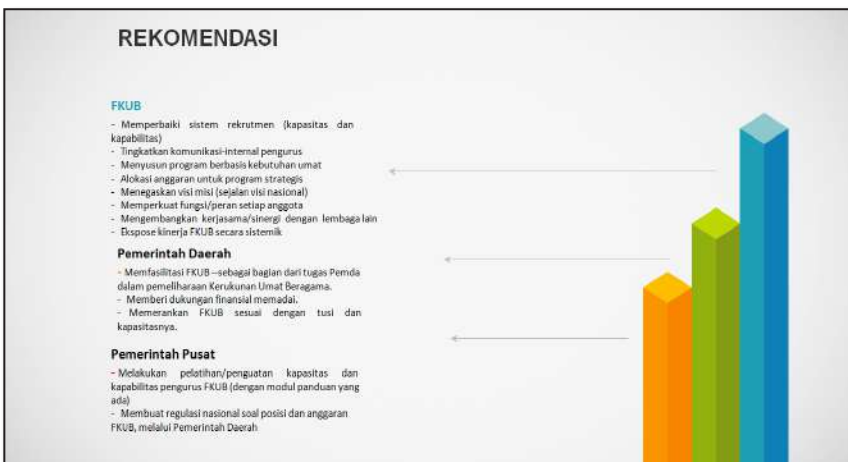 REKOMENDASI
FKUB
- Memperbaiki sistem rekrutmen (kapasitas dan
kapabilitas)
- Tingkatkan komunikasi-internal pengurus
- Menyusun program berbasis kebutuhan umat
- Alokasi anggaran untuk program strategis
- Menegaskan visi misi (sejalan visi nasional)
- Memperkuat fungsi/peran setiap anggota
- Mengembangkan kerjasama/sinergi dengan lembaga lain
- Ekspose kinerja FKUB secara sistemik
Pemerintah Daerah
- Memfasilitasi FKUB –sebagai bagian dari tugas Pemda
dalam pemeliharaan Kerukunan Umat Beragama.
- Memberi dukungan finansial memadai.
- Memerankan FKUB sesuai dengan tusi dan
kapasitasnya.
Pemerintah Pusat
- Melakukan pelatihan/penguatan kapasitas dan
kapabilitas pengurus FKUB (dengan modul panduan yang
ada)
- Membuat regulasi nasional soal posisi dan anggaran
FKUB, melalui Pemerintah Daerah